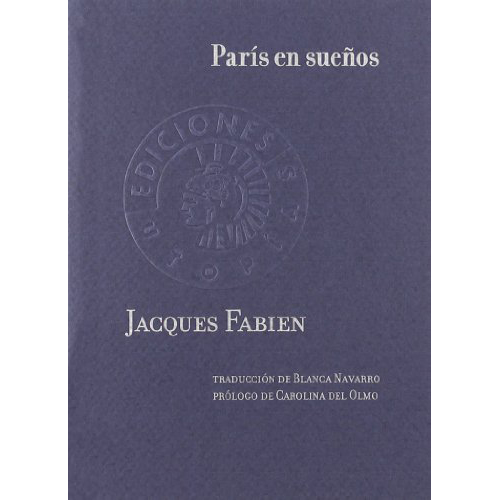 París en sueños
EDICIONES
JACQUES FABIEN
TRADUCCIÓN DE BLANCA NAVARRO
PRÓLOGO DE CAROLINA DEL OLMO